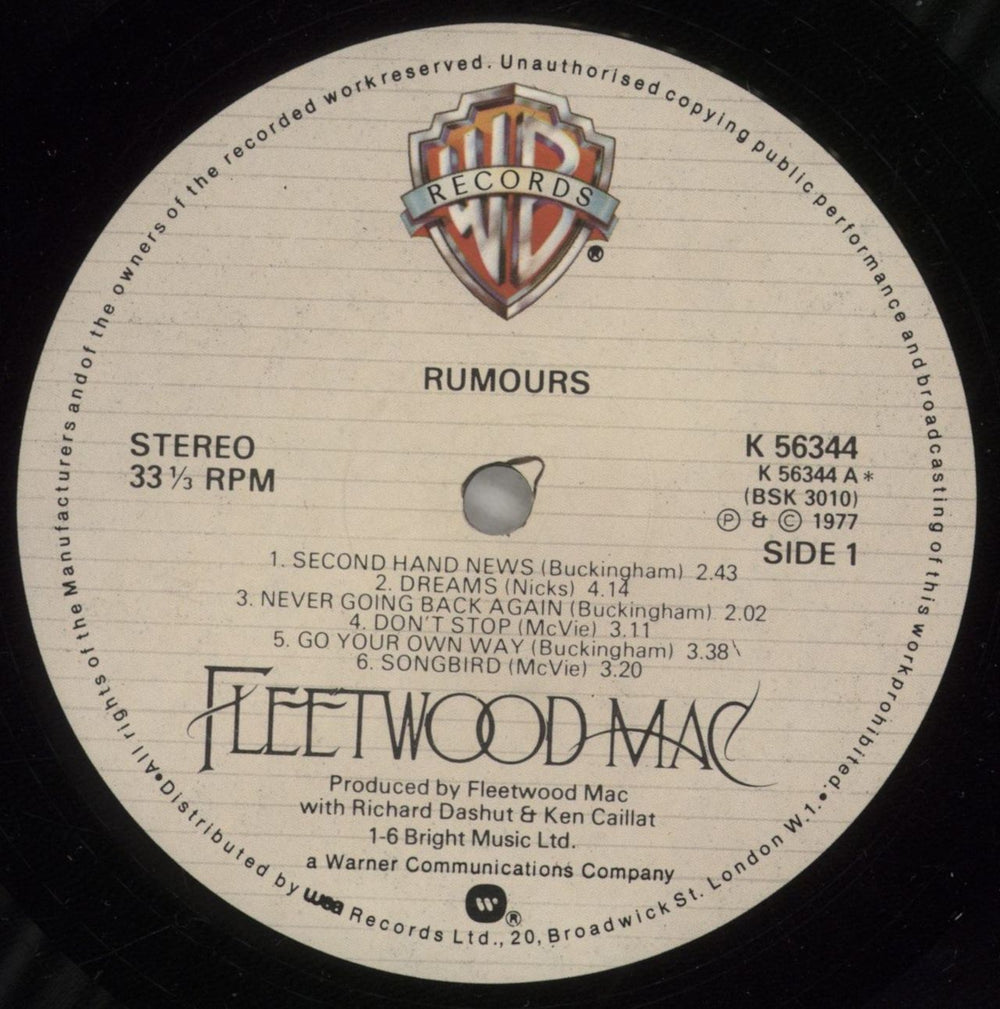 WB
RECORDS
®
RUMOURS
STEREO
33 ⅓ RPM
K 56344
K 56344 A*
(BSK 3010)
℗ & © 1977
SIDE 1
1. SECOND HAND NEWS (Buckingham) 2.43
2. DREAMS (Nicks) 4.14
3. NEVER GOING BACK AGAIN (Buckingham) 2.02
4. DON'T STOP (McVie) 3.11
5. GO YOUR OWN WAY (Buckingham) 3.38\
6. SONGBIRD (McVie) 3.20
FLEETWOOD MAC
Produced by Fleetwood Mac
with Richard Dashut & Ken Caillat
1-6 Bright Music Ltd.
a Warner Communications Company
W ®
•All rights of the Manufacturers and of the owners of the recorded work reserved. Unauthorised copying public performance and broadcasting of this work prohibited.•
Distributed by wea Records Ltd., 20, Broadwick St. London W.1.